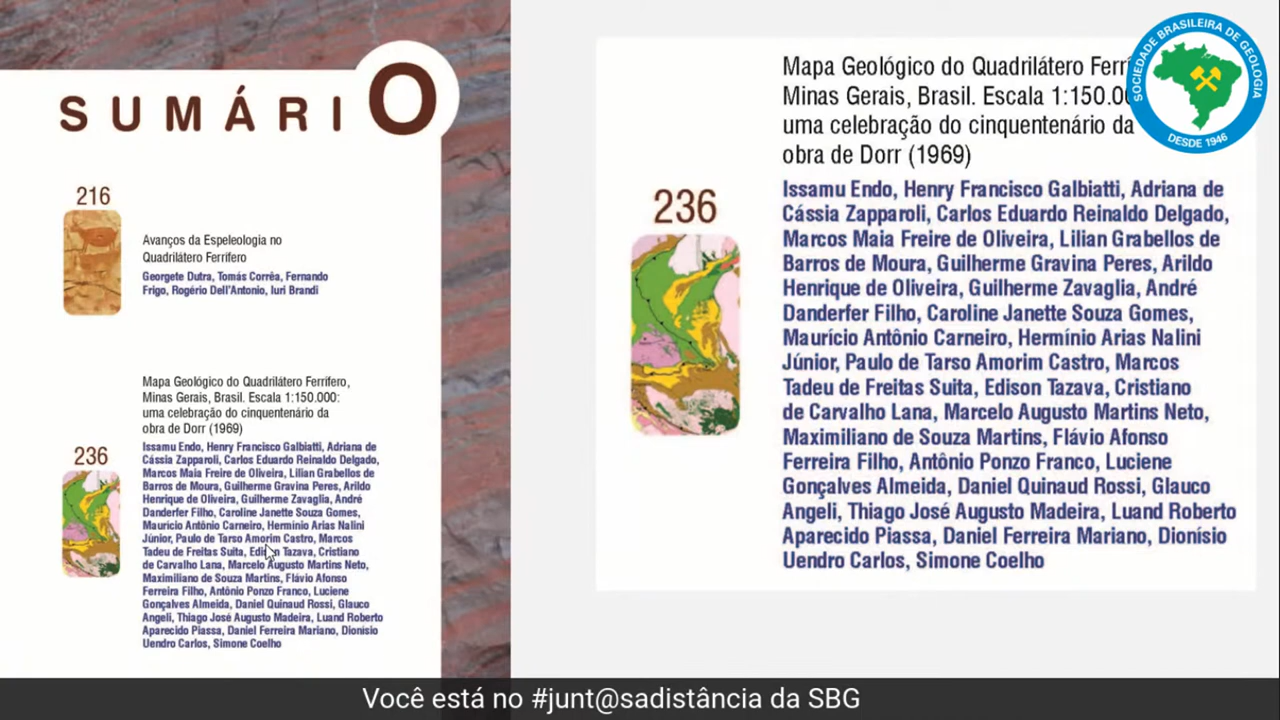 SUMÁRIO
216
Avanços da Espeleologia no
Quadrilátero Ferrífero
Georgete Dutra, Tomás Corrêa, Fernando
Frigo, Rogério Dell'Antonio, Iuri Brandi
Mapa Geológico do Quadrilátero Ferrífero,
Minas Gerais, Brasil. Escala 1:150.000:
uma celebração do cinquentenário da
obra de Dorr (1969)
236
Issamu Endo, Henry Francisco Galbiatti, Adriana de
Cássia Zapparoli, Carlos Eduardo Reinaldo Delgado,
Marcos Maia Freire de Oliveira, Lilian Grabellos de
Barros de Moura, Guilherme Gravina Peres, Arildo
Henrique de Oliveira, Guilherme Zavaglia, André
Danderfer Filho, Caroline Janette Souza Gomes,
Maurício Antônio Carneiro, Hermínio Arias Nalini
Júnior, Paulo de Tarso Amorim Castro, Marcos
Tadeu de Freitas Suita, Edison Tazava, Cristiano
de Carvalho Lana, Marcelo Augusto Martins Neto,
Maximiliano de Souza Martins, Flávio Afonso
Ferreira Filho, Antônio Ponzo Franco, Luciene
Gonçalves Almeida, Daniel Quinaud Rossi, Glauco
Angeli, Thiago José Augusto Madeira, Luand Roberto
Aparecido Piassa, Daniel Ferreira Mariano, Dionísio
Uendro Carlos, Simone Coelho
Mapa Geológico do Quadrilátero
Minas Gerais, Brasil. Escala
uma celebração do cinquentenário da
obra de Dorr (1969)
236
Issamu Endo, Henry Francisco Galbiatti, Adriana de
Cássia Zapparoli, Carlos Eduardo Reinaldo Delgado,
Marcos Maia Freire de Oliveira, Lilian Grabellos de
Barros de Moura, Guilherme Gravina Peres, Arildo
Henrique de Oliveira, Guilherme Zavaglia, André
Danderfer Filho, Caroline Janette Souza Gomes,
Maurício Antônio Carneiro, Hermínio Arias Nalini
Júnior, Paulo de Tarso Amorim Castro, Marcos
Tadeu de Freitas Suita, Edison Tazava, Cristiano
de Carvalho Lana, Marcelo Augusto Martins Neto,
Maximiliano de Souza Martins, Flávio Afonso
Ferreira Filho, Antônio Ponzo Franco, Luciene
Gonçalves Almeida, Daniel Quinaud Rossi, Glauco
Angeli, Thiago José Augusto Madeira, Luand Roberto
Aparecido Piassa, Daniel Ferreira Mariano, Dionísio
Uendro Carlos, Simone Coelho
SOCIEDADE BRASILEIRA DE GEOLOGIA
DESDE 1946
Você está no #junt@sadistância da SBG